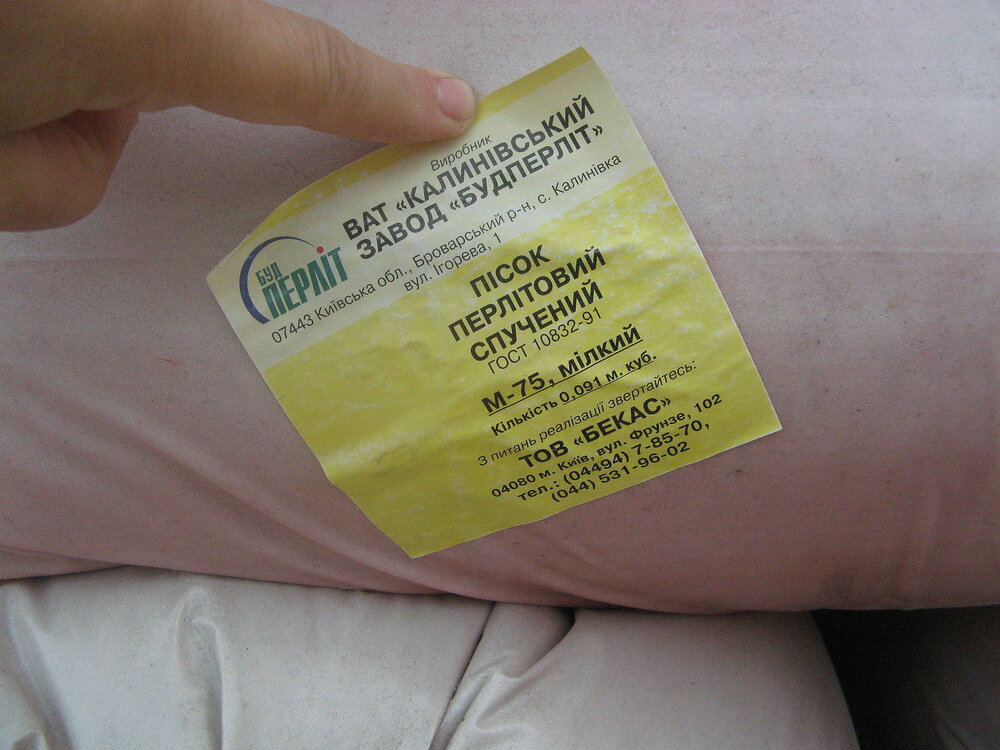 Виробник
ВАТ «КАЛИНІВСЬКИЙ
ЗАВОД «БУДПЕРЛІТ»
07443 Київська обл., Броварський р-н, с. Калинівка
вул. Ігорева, 1
БУД
ПЕРЛІТ
ПІСОК
ПЕРЛІТОВИЙ
СПУЧЕНИЙ
ГОСТ 10832-91
М-75, мілкий
Кількість 0,091 м. куб.
З питань реалізації звертайтесь:
ТОВ «БЕКАС»
04080 м. Київ, вул. Фрунзе, 102
тел.: (04494) 7-85-70,
(044) 531-96-02